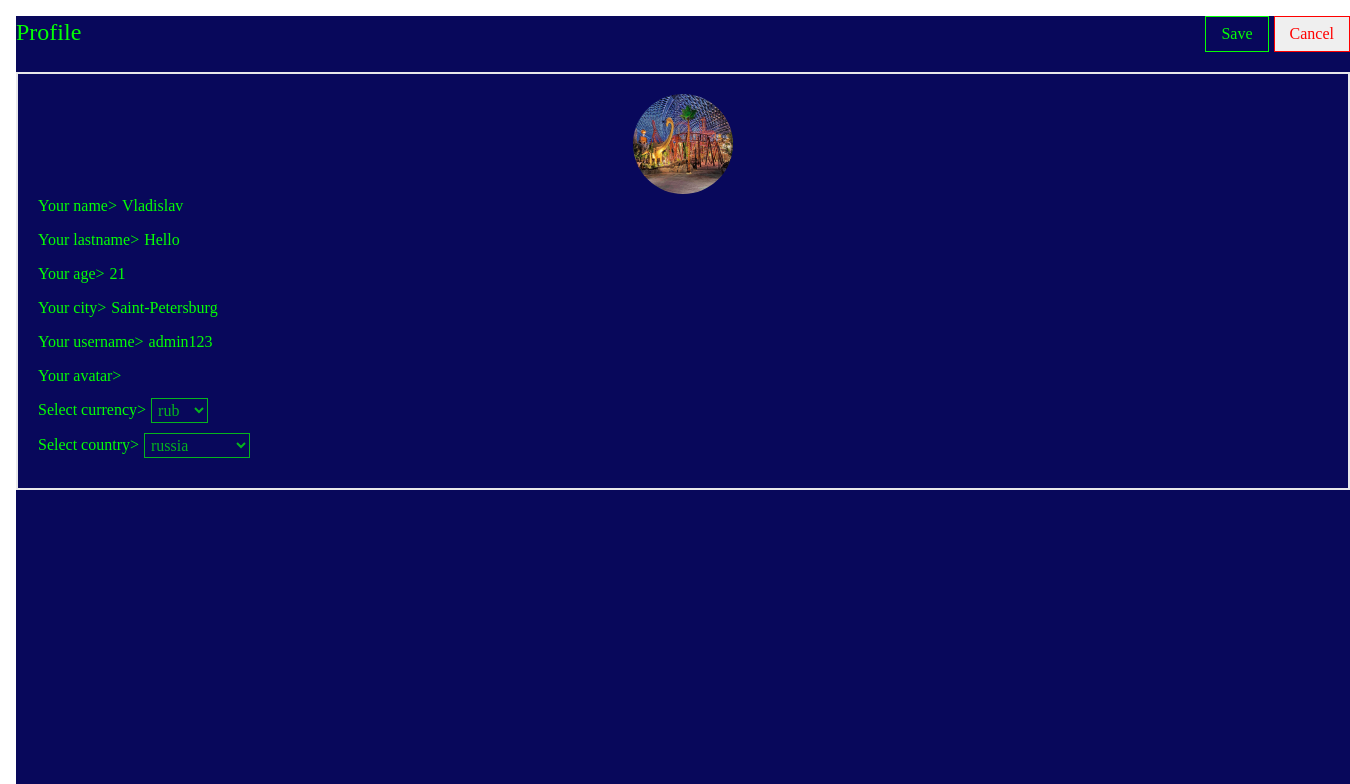 Profile Save Cancel
Your name> Vladislav
Your lastname> Hello
Your age> 21
Your city> Saint-Petersburg
Your username> admin123
Your avatar>
Select currency> rub
Select country> russia